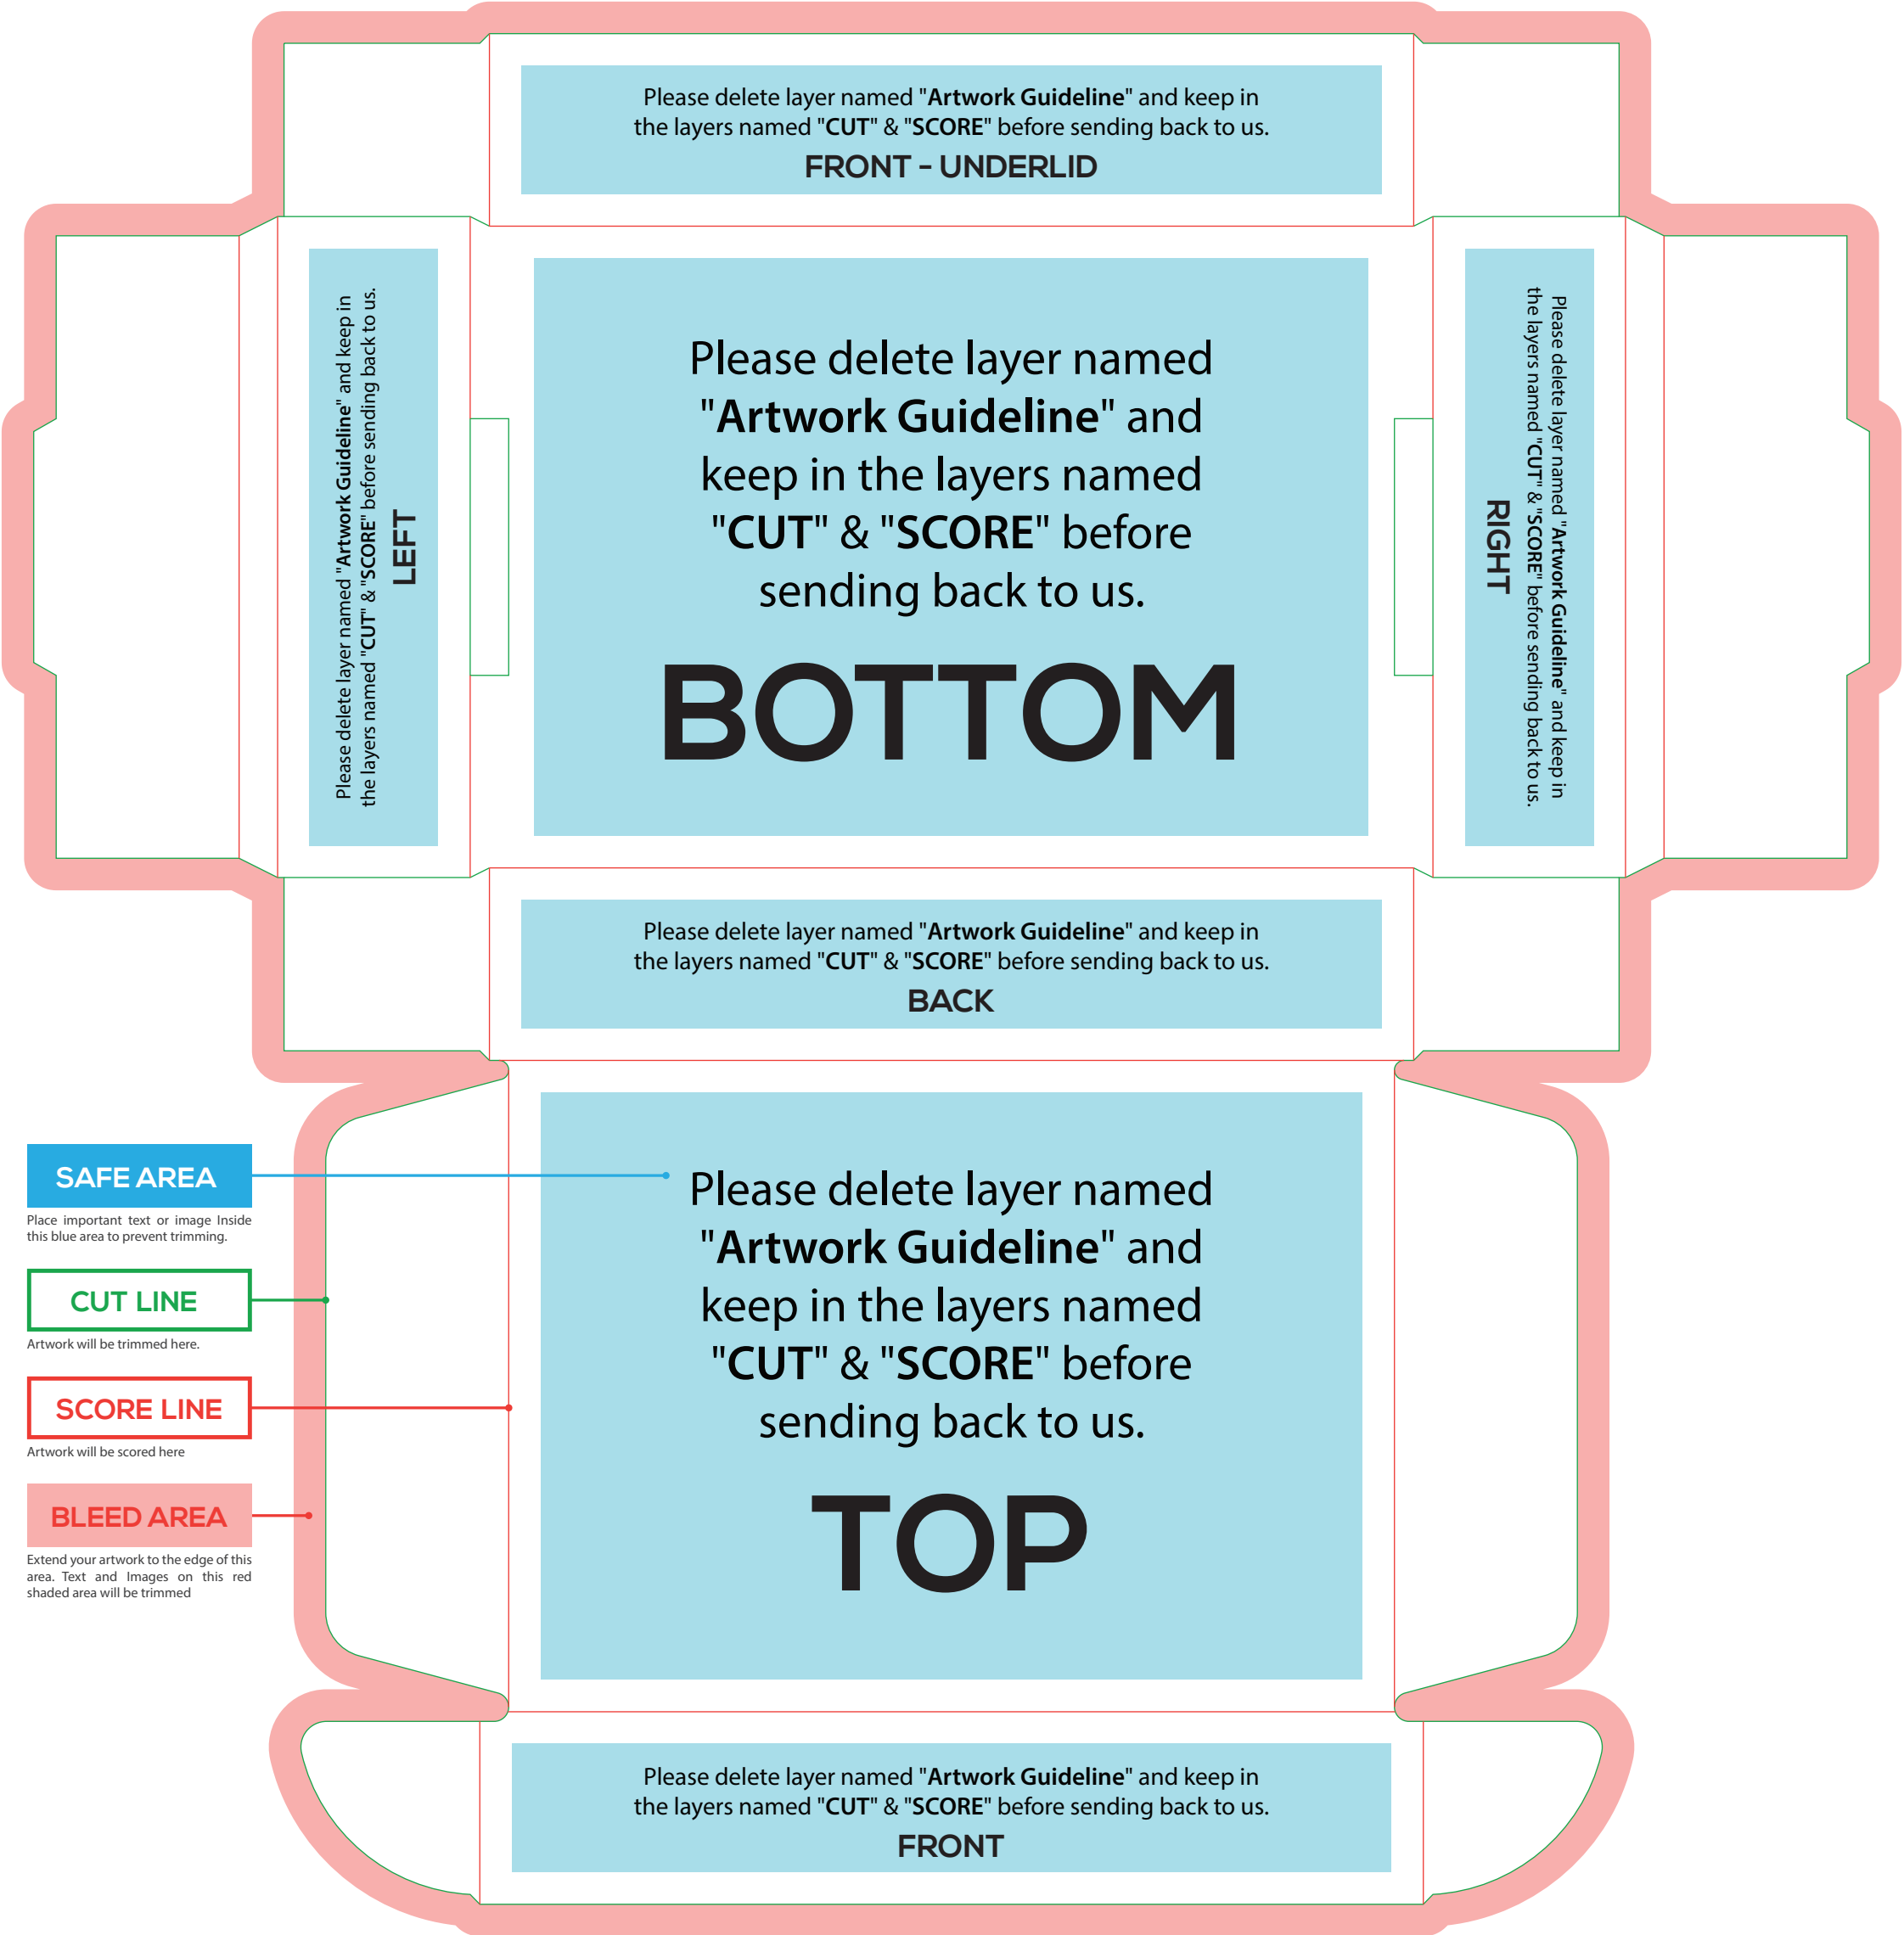 Please delete layer named "Artwork Guideline" and keep in
the layers named "CUT" & "SCORE" before sending back to us.
FRONT - UNDERLID
Please delete layer named "Artwork Guideline" and keep in
the layers named "CUT" & "SCORE" before sending back to us.
LEFT
Please delete layer named
"Artwork Guideline" and
keep in the layers named
"CUT" & "SCORE" before
sending back to us.
BOTTOM
Please delete layer named "Artwork Guideline" and keep in
the layers named "CUT" & "SCORE" before sending back to us.
RIGHT
Please delete layer named "Artwork Guideline" and keep in
the layers named "CUT" & "SCORE" before sending back to us.
BACK
SAFE AREA
Place important text or image Inside
this blue area to prevent trimming.
CUT LINE
Artwork will be trimmed here.
SCORE LINE
Artwork will be scored here
BLEED AREA
Extend your artwork to the edge of this
area. Text and Images on this red
shaded area will be trimmed
Please delete layer named
"Artwork Guideline" and
keep in the layers named
"CUT" & "SCORE" before
sending back to us.
TOP
Please delete layer named "Artwork Guideline" and keep in
the layers named "CUT" & "SCORE" before sending back to us.
FRONT